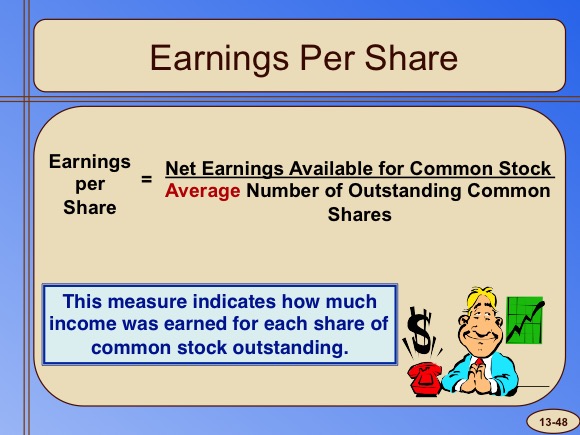 Earnings Per Share
Earnings
per
Share
=
Net Earnings Available for Common Stock
Average Number of Outstanding Common
Shares
This measure indicates how much
income was earned for each share of
common stock outstanding.
$
13-48